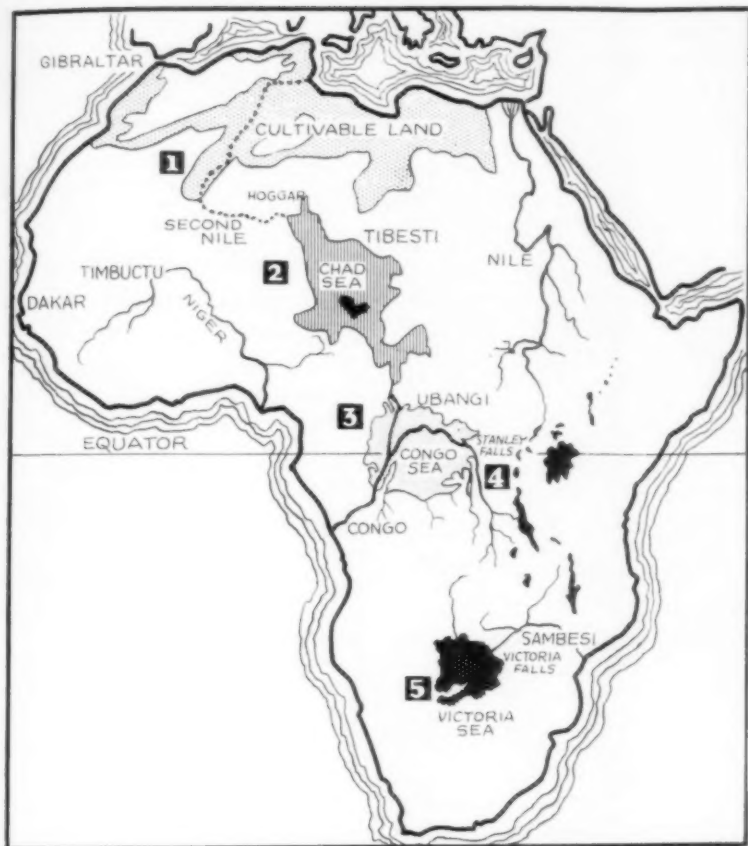 GIBRALTAR
CULTIVABLE LAND
1
HOGGAR
SECOND
NILE
TIBESTI
NILE
2
CHAD
SEA
TIMBUCTU
DAKAR
NIGER
3
UBANGI
EQUATOR
STANLEY
FALLS
CONGO
SEA
4
CONGO
SAMBESI
VICTORIA
FALLS
5
VICTORIA
SEA